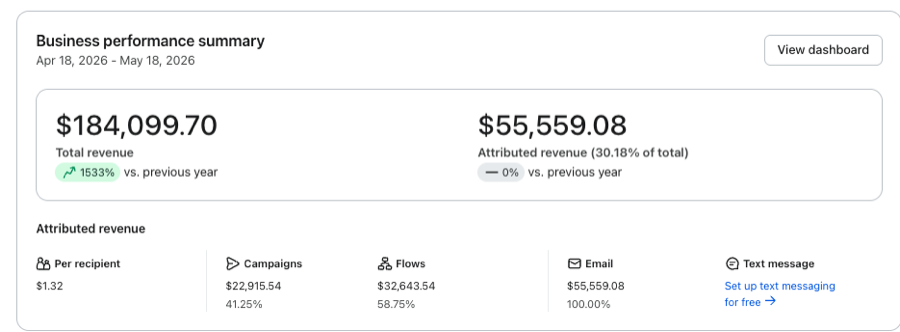 Business performance summary
Apr 18, 2026 - May 18, 2026
View dashboard
$184,099.70
Total revenue
1533% vs. previous year
$55,559.08
Attributed revenue (30.18% of total)
0% vs. previous year
Attributed revenue
Per recipient
$1.32
Campaigns
$22,915.54
41.25%
Flows
$32,643.54
58.75%
Email
$55,559.08
100.00%
Text message
Set up text messaging
for free →